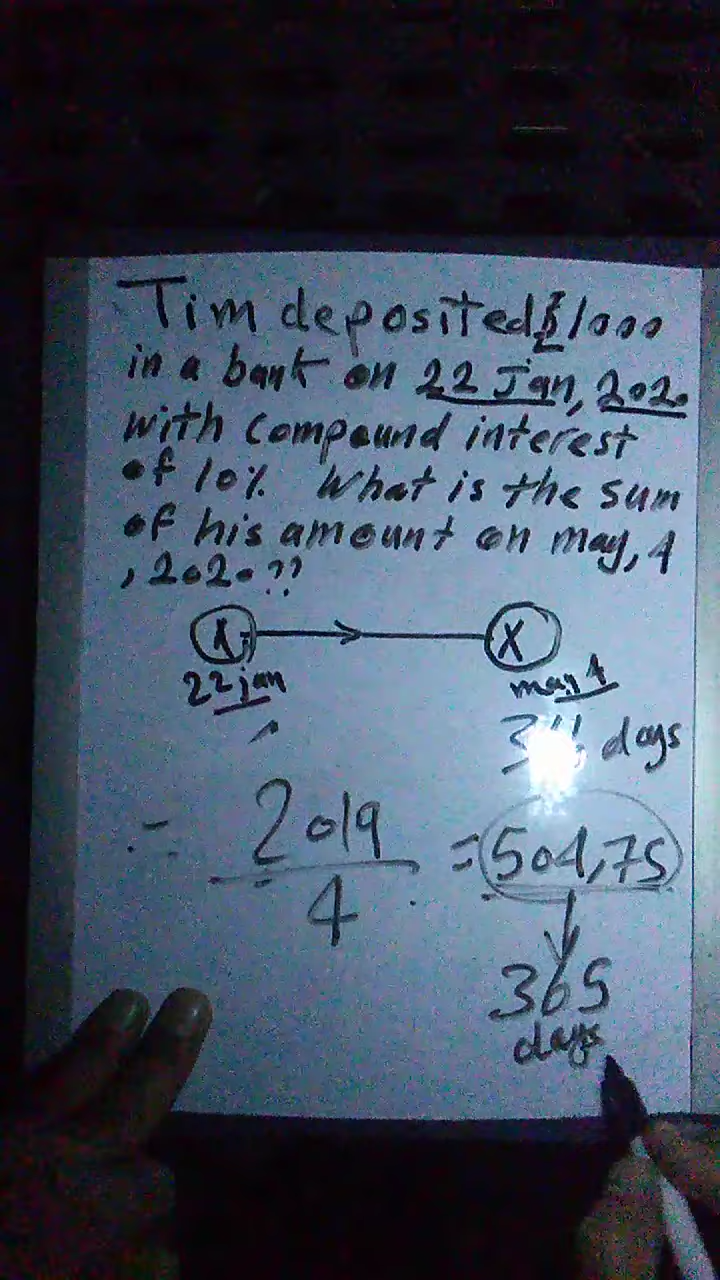 Tim deposited $1000
in a bank on 22 Jan, 2020
with compound interest
of 10% What is the sum
of his amount on may, 4
, 2020??
X X
22 jan may 4
days
= 2019 / 4 = 504,75
365
days